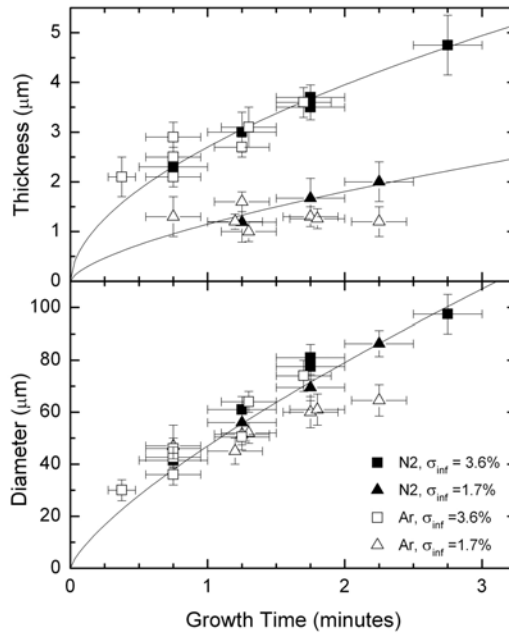 5
4
3
2
1
0
Thickness (μm)
100
80
60
40
20
0
Diameter (μm)
N2, σinf = 3.6%
N2, σinf =1.7%
Ar, σinf =3.6%
Ar, σinf =1.7%
0 1 2 3
Growth Time (minutes)